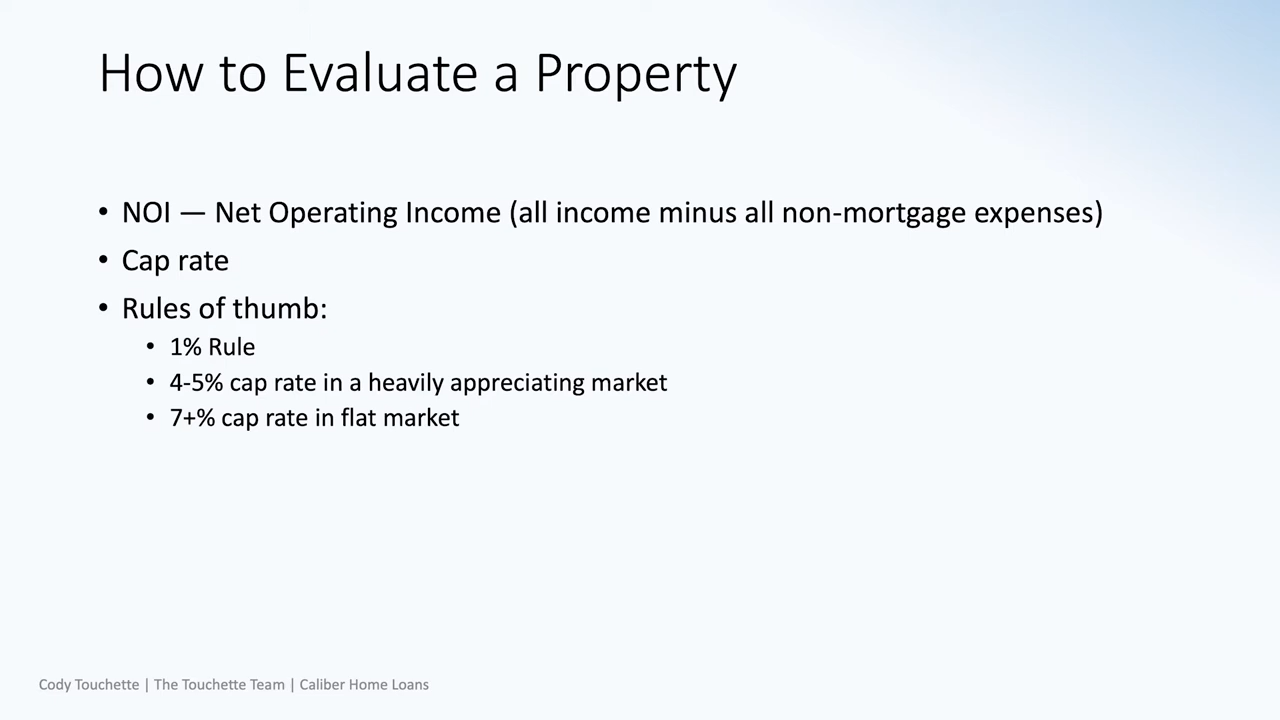 How to Evaluate a Property
• NOI — Net Operating Income (all income minus all non-mortgage expenses)
• Cap rate
• Rules of thumb:
• 1% Rule
• 4-5% cap rate in a heavily appreciating market
• 7+% cap rate in flat market
Cody Touchette | The Touchette Team | Caliber Home Loans